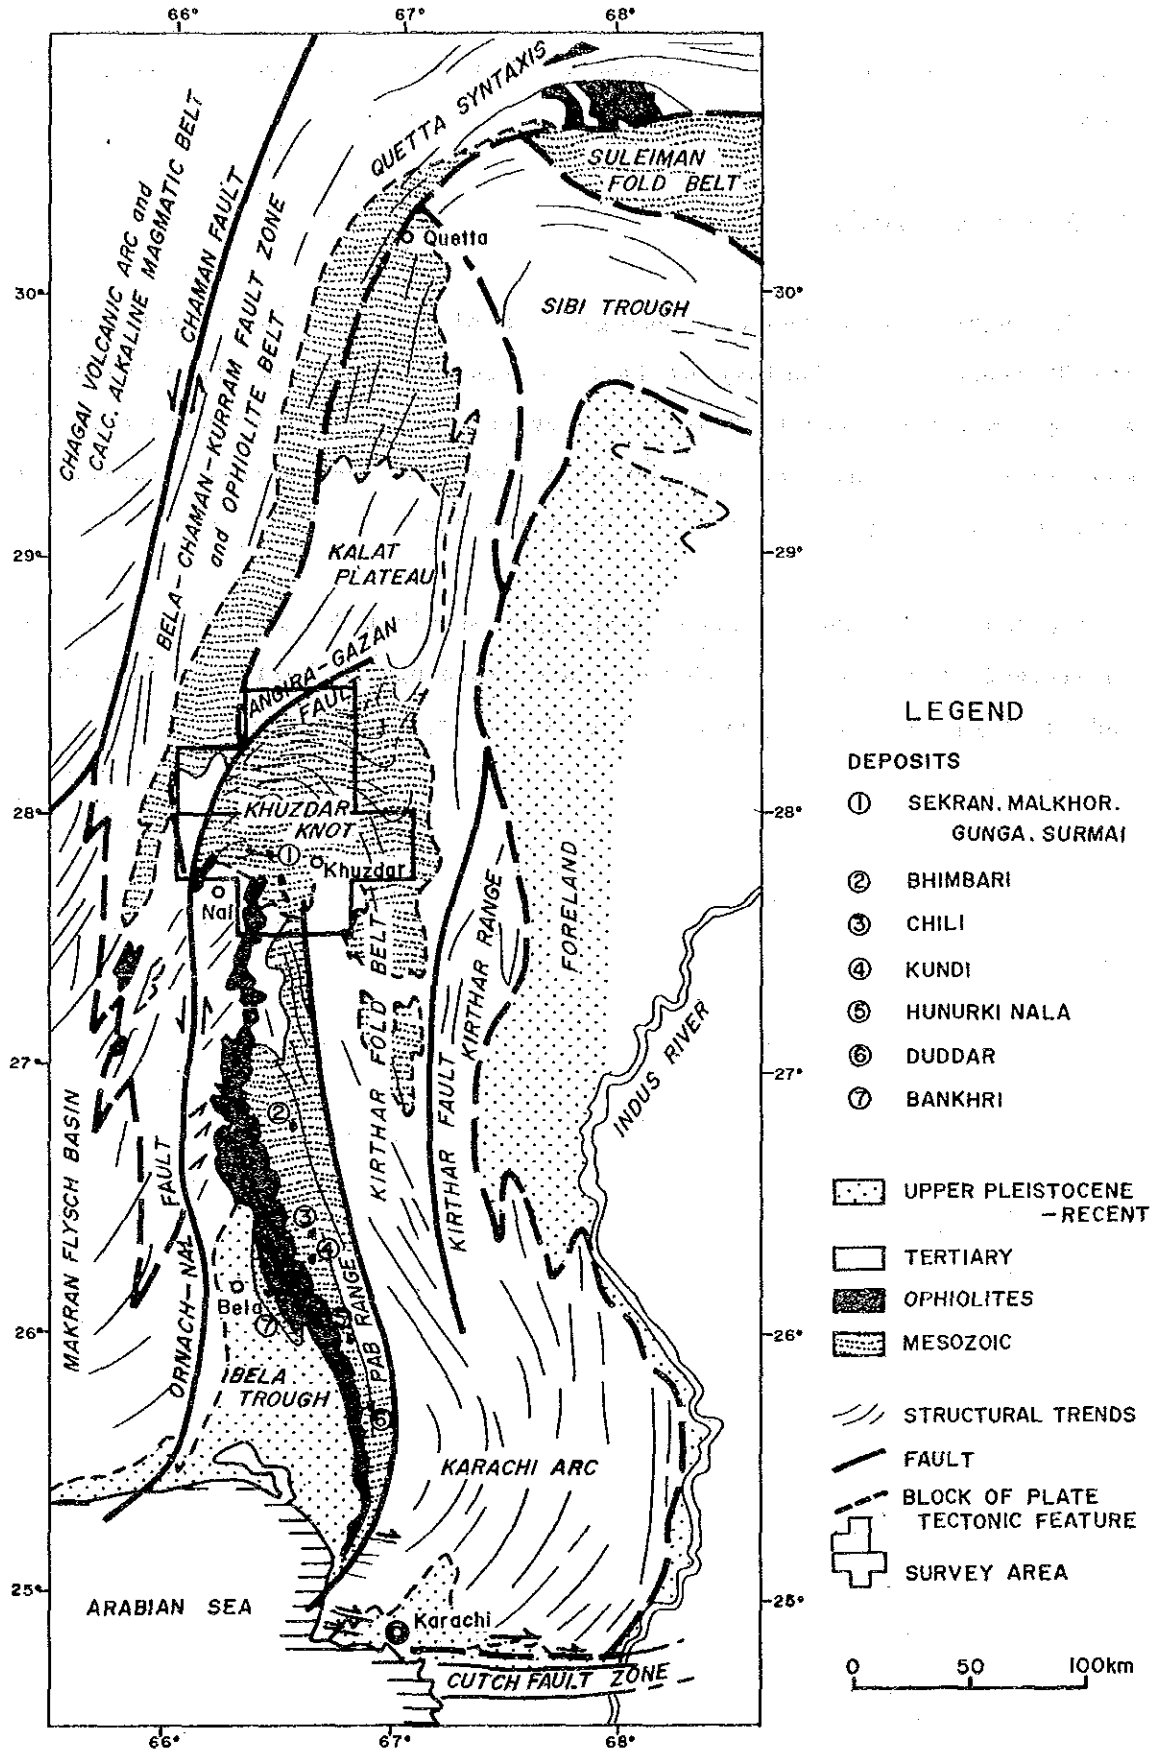 66° 67° 68°
QUETTA SYNTAXIS
CHAGAI VOLCANIC ARC and
CALC. ALKALINE MAGMATIC BELT
CHAMAN FAULT
BELA-CHAMAN-KURRAM FAULT ZONE
and OPHIOLITE BELT
SULEIMAN
FOLD BELT
Quetta
30° 30°
SIBI TROUGH
29° 29°
KALAT
PLATEAU
ANGIRA-GAZAN
FAUL
28° 28°
KHUZDAR
KNOT
①
Khuzdar
Nal
KIRTHAR FOLD BELT
KIRTHAR RANGE
FORELAND
INDUS RIVER
27° 27°
②
MAKRAN FLYSCH BASIN
ORNACH-NAL FAULT
KIRTHAR FAULT
③
④
Bela
⑦
PAB RANGE
26° 26°
BELA
TROUGH
KARACHI ARC
25° 25°
ARABIAN SEA
Karachi
CUTCH FAULT ZONE
66° 67° 68°
LEGEND
DEPOSITS
① SEKRAN. MALKHOR.
GUNGA. SURMAI
② BHIMBARI
③ CHILI
④ KUNDI
⑤ HUNURKI NALA
⑥ DUDDAR
⑦ BANKHRI
UPPER PLEISTOCENE
-RECENT
TERTIARY
OPHIOLITES
MESOZOIC
STRUCTURAL TRENDS
FAULT
BLOCK OF PLATE
TECTONIC FEATURE
SURVEY AREA
0 50 100km